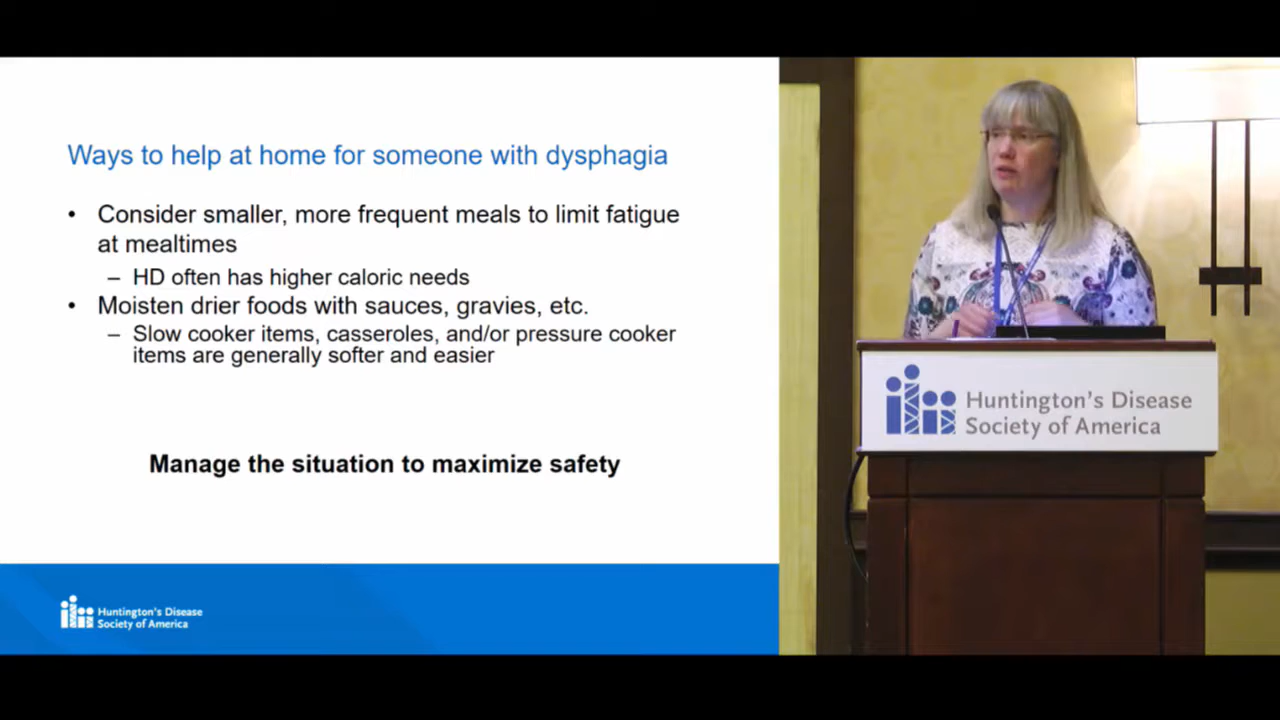 Ways to help at home for someone with dysphagia
• Consider smaller, more frequent meals to limit fatigue
at mealtimes
– HD often has higher caloric needs
• Moisten drier foods with sauces, gravies, etc.
– Slow cooker items, casseroles, and/or pressure cooker
items are generally softer and easier
Manage the situation to maximize safety
Huntington's Disease
Society of America
Huntington's Disease
Society of America